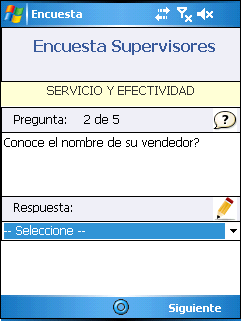 Encuesta
Encuesta Supervisores
SERVICIO Y EFECTIVIDAD
Pregunta: 2 de 5
Conoce el nombre de su vendedor?
Respuesta:
-- Seleccione --
Siguiente